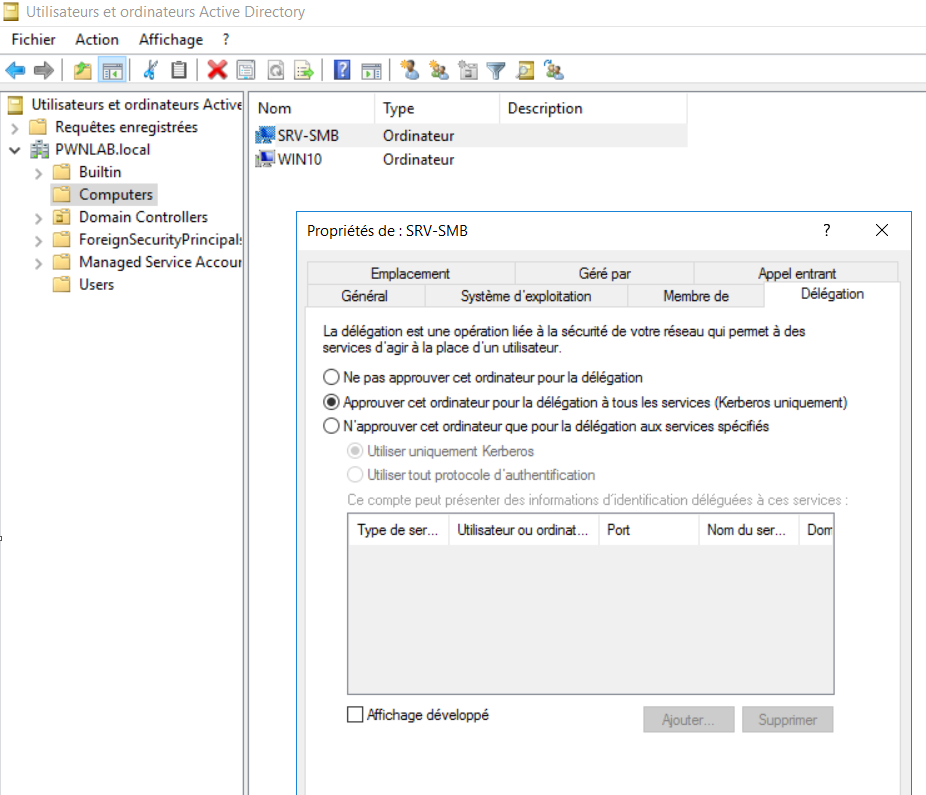 Utilisateurs et ordinateurs Active Directory
Fichier Action Affichage ?
Utilisateurs et ordinateurs Active
Requêtes enregistrées
PWNLAB.local
Builtin
Computers
Domain Controllers
ForeignSecurityPrincipals
Managed Service Accour
Users
Nom Type Description
SRV-SMB Ordinateur
WIN10 Ordinateur
Propriétés de : SRV-SMB ?
Emplacement Géré par Appel entrant
Général Système d'exploitation Membre de Délégation
La délégation est une opération liée à la sécurité de votre réseau qui permet à des
services d'agir à la place d'un utilisateur.
Ne pas approuver cet ordinateur pour la délégation
Approuver cet ordinateur pour la délégation à tous les services (Kerberos uniquement)
N'approuver cet ordinateur que pour la délégation aux services spécifiés
Utiliser uniquement Kerberos
Utiliser tout protocole d'authentification
Ce compte peut présenter des informations d'identification déléguées à ces services :
Type de ser... Utilisateur ou ordinat... Port Nom du ser... Dom
Affichage développé
Ajouter... Supprimer